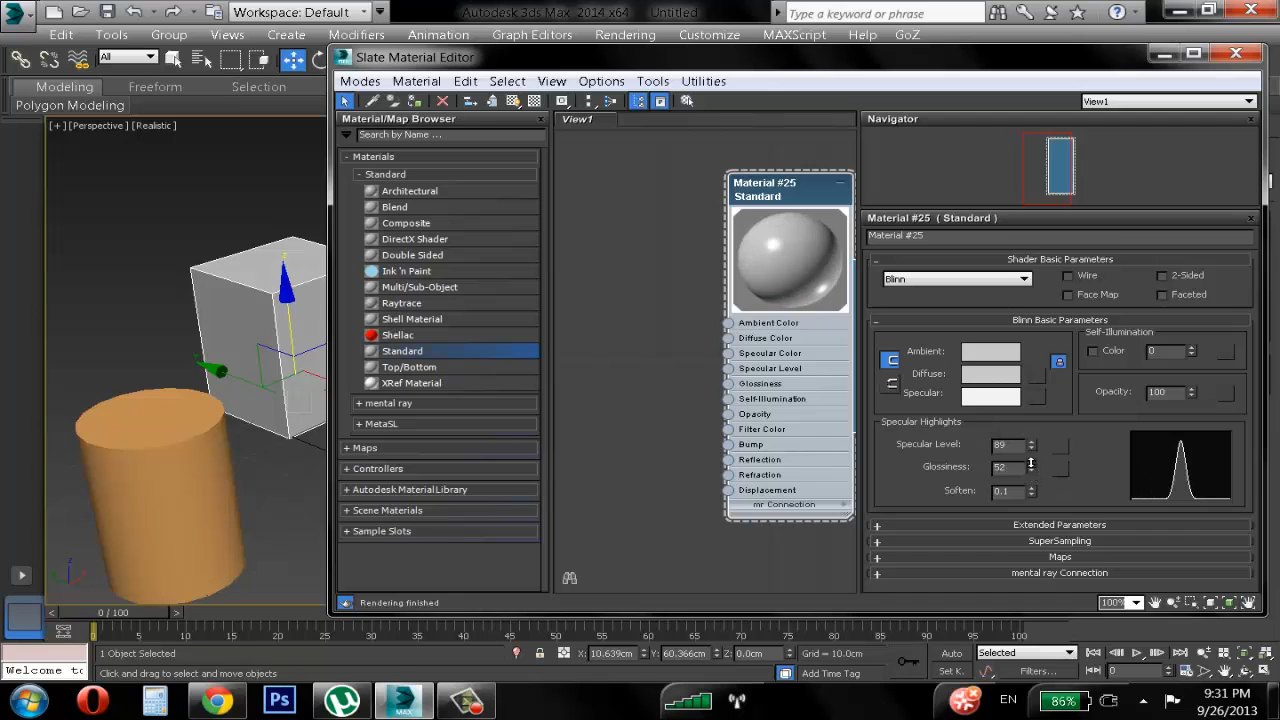 Workspace: Default
Autodesk 3ds Max 2014 x64 Untitled
Type a keyword or phrase
Edit Tools Group Views Create Modifiers Animation Graph Editors Rendering Customize MAXScript Help GoZ
All
Modeling Freeform Selection
Polygon Modeling
[+] [Perspective] [Realistic]
Slate Material Editor
Modes Material Edit Select View Options Tools Utilities
View1
Material/Map Browser
Search by Name ...
- Materials
- Standard
Architectural
Blend
Composite
DirectX Shader
Double Sided
Ink 'n Paint
Multi/Sub-Object
Raytrace
Shell Material
Shellac
Standard
Top/Bottom
XRef Material
+ mental ray
+ MetaSL
+ Maps
+ Controllers
+ Autodesk Material Library
+ Scene Materials
+ Sample Slots
View1
Material #25
Standard
Ambient Color
Diffuse Color
Specular Color
Specular Level
Glossiness
Self-Illumination
Opacity
Filter Color
Bump
Reflection
Refraction
Displacement
mr Connection
Navigator
Material #25 ( Standard )
Material #25
- Shader Basic Parameters
Blinn
Wire 2-Sided
Face Map Faceted
- Blinn Basic Parameters
Ambient:
Diffuse:
Specular:
Self-Illumination
Color 0
Opacity: 100
Specular Highlights
Specular Level: 89
Glossiness: 52
Soften: 0.1
+ Extended Parameters
+ SuperSampling
+ Maps
+ mental ray Connection
Rendering finished
100%
z
< 0 / 100 >
0 5 10 15 20 25 30 35 40 45 50 55 60 65 70 75 80 85 90 95 100
1 Object Selected
X: 10.639cm Y: 60.366cm Z: 0.0cm
Grid = 10.0cm
Auto Selected
Welcome to
Click and drag to select and move objects
Add Time Tag
Set K. Filters... 0
Ps
MAX
EN
86%
9:31 PM
9/26/2013